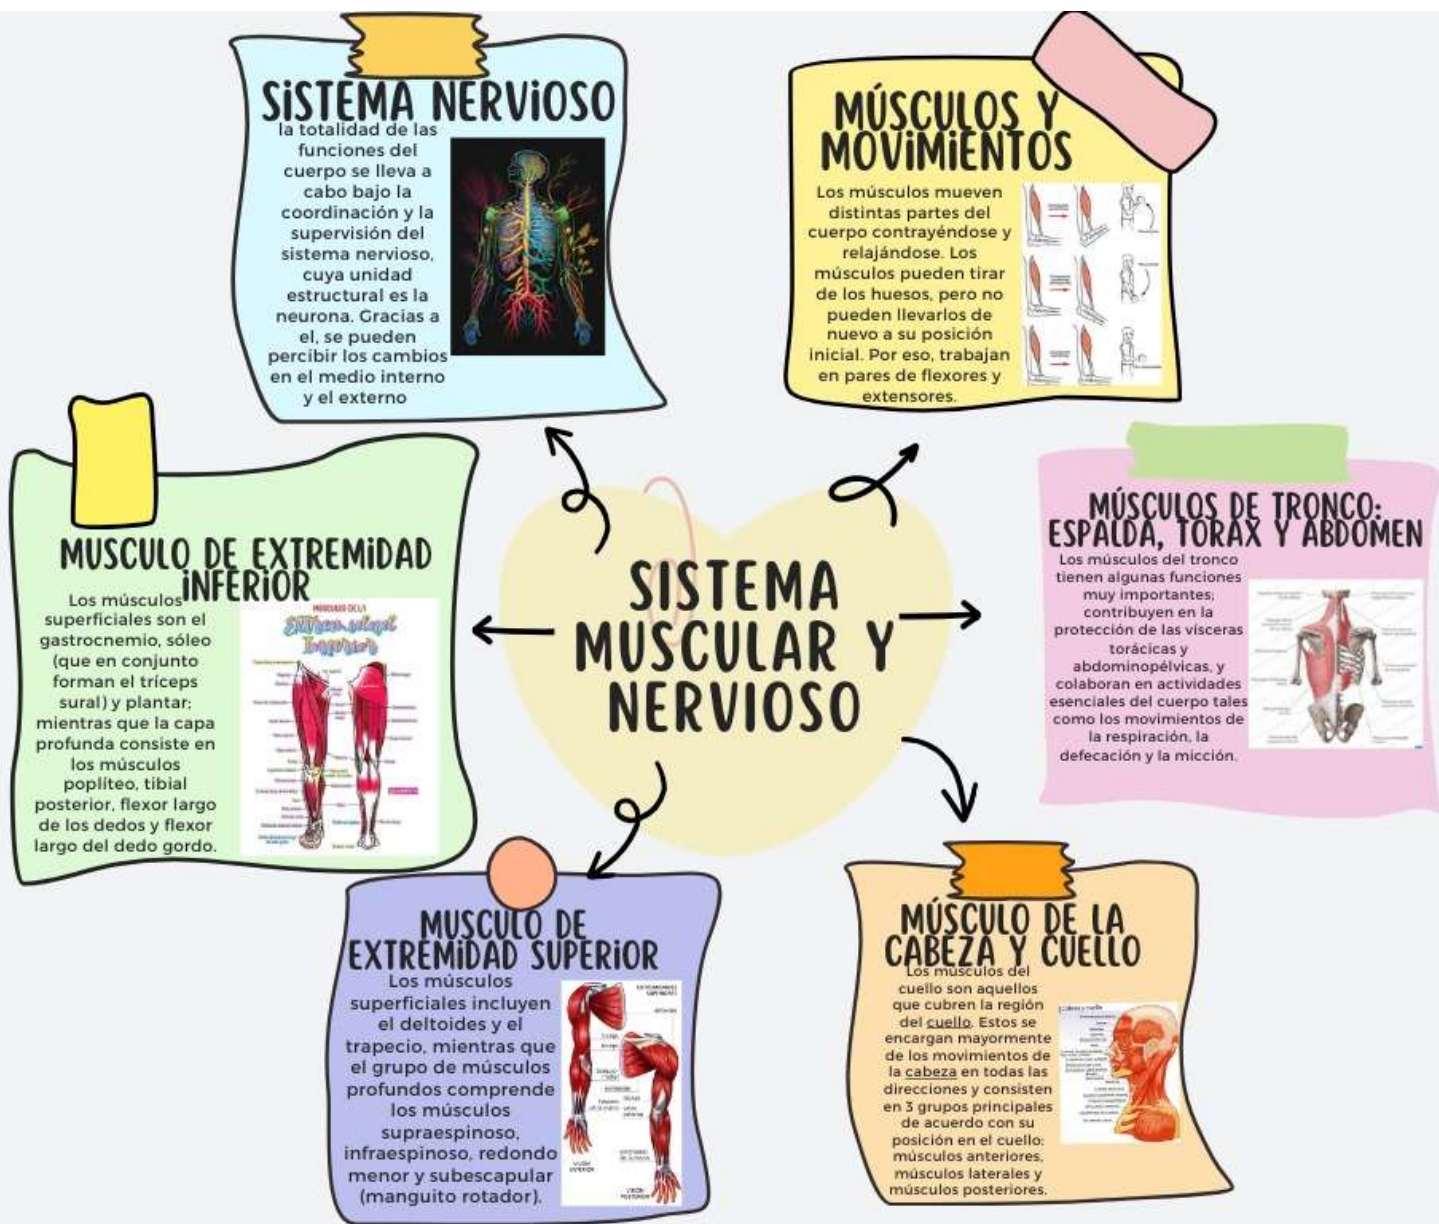 SISTEMA NERVIOSO
la totalidad de las
funciones del
cuerpo se lleva a
cabo bajo la
coordinación y la
supervisión del
sistema nervioso,
cuya unidad
estructural es la
neurona. Gracias a
el, se pueden
percibir los cambios
en el medio interno
y el externo
MÚSCULOS Y
MOVIMIENTOS
Los músculos mueven
distintas partes del
cuerpo contrayéndose y
relajándose. Los
músculos pueden tirar
de los huesos, pero no
pueden llevarlos de
nuevo a su posición
inicial. Por eso, trabajan
en pares de flexores y
extensores.
MUSCULO DE EXTREMIDAD
INFERIOR
Los músculos
superficiales son el
gastrocnemio, sóleo
(que en conjunto
forman el tríceps
sural) y plantar;
mientras que la capa
profunda consiste en
los músculos
poplíteo, tibial
posterior, flexor largo
de los dedos y flexor
largo del dedo gordo.
Extremidad
Inferior
SISTEMA
MUSCULAR Y
NERVIOSO
MÚSCULOS DE TRONCO:
ESPALDA, TORAX Y ABDOMEN
Los músculos del tronco
tienen algunas funciones
muy importantes;
contribuyen en la
protección de las vísceras
torácicas y
abdominopélvicas, y
colaboran en actividades
esenciales del cuerpo tales
como los movimientos de
la respiración, la
defecación y la micción.
MUSCULO DE
EXTREMIDAD SUPERIOR
Los músculos
superficiales incluyen
el deltoides y el
trapecio, mientras que
el grupo de músculos
profundos comprende
los músculos
supraespinoso,
infraespinoso, redondo
menor y subescapular
(manguito rotador).
EXTREMIDADES
SUPERIORES
deltoides
VISION
ANTERIOR
VISION
POSTERIOR
MÚSCULO DE LA
CABEZA Y CUELLO
Los músculos del
cuello son aquellos
que cubren la región
del cuello. Estos se
encargan mayormente
de los movimientos de
la cabeza en todas las
direcciones y consisten
en 3 grupos principales
de acuerdo con su
posición en el cuello:
músculos anteriores,
músculos laterales y
músculos posteriores.
Cabeza y cuello